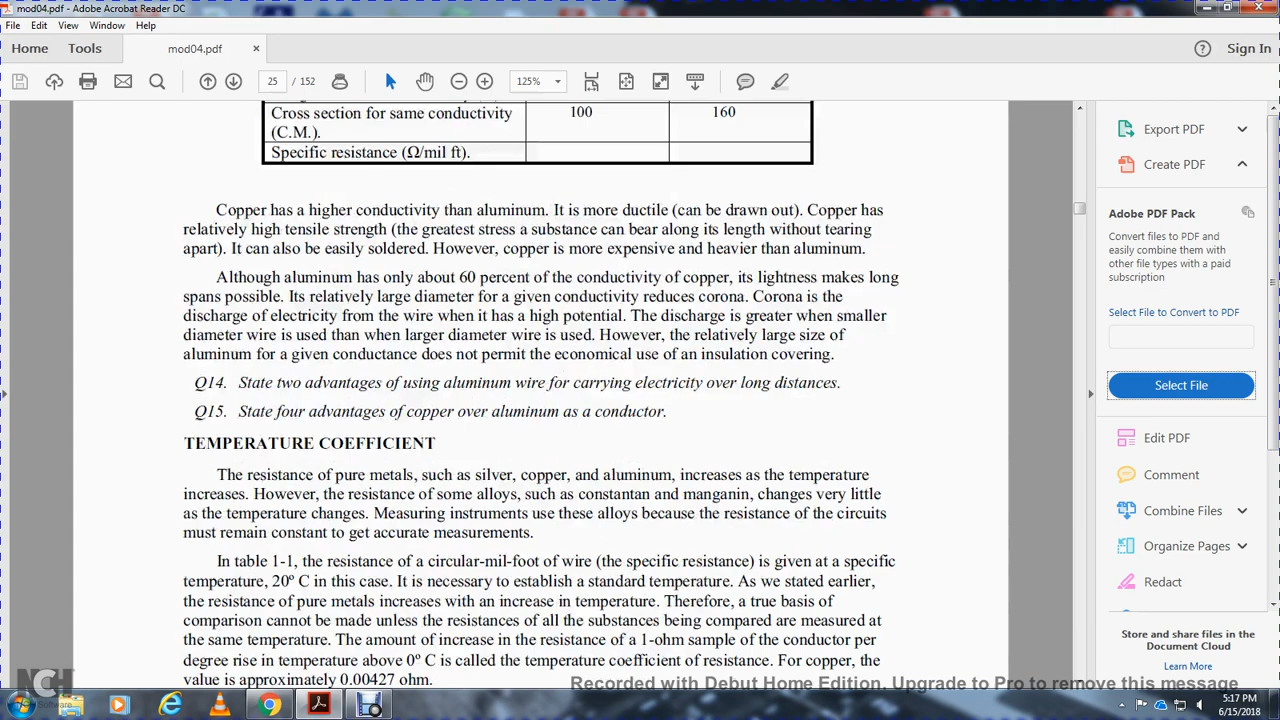 mod04.pdf - Adobe Acrobat Reader DC
File Edit View Window Help
Home Tools mod04.pdf × Sign In
25 / 152 125%
Cross section for same conductivity 100 160
(C.M.).
Specific resistance (Ω/mil ft).
Copper has a higher conductivity than aluminum. It is more ductile (can be drawn out). Copper has
relatively high tensile strength (the greatest stress a substance can bear along its length without tearing
apart). It can also be easily soldered. However, copper is more expensive and heavier than aluminum.
Although aluminum has only about 60 percent of the conductivity of copper, its lightness makes long
spans possible. Its relatively large diameter for a given conductivity reduces corona. Corona is the
discharge of electricity from the wire when it has a high potential. The discharge is greater when smaller
diameter wire is used than when larger diameter wire is used. However, the relatively large size of
aluminum for a given conductance does not permit the economical use of an insulation covering.
Q14. State two advantages of using aluminum wire for carrying electricity over long distances.
Q15. State four advantages of copper over aluminum as a conductor.
TEMPERATURE COEFFICIENT
The resistance of pure metals, such as silver, copper, and aluminum, increases as the temperature
increases. However, the resistance of some alloys, such as constantan and manganin, changes very little
as the temperature changes. Measuring instruments use these alloys because the resistance of the circuits
must remain constant to get accurate measurements.
In table 1-1, the resistance of a circular-mil-foot of wire (the specific resistance) is given at a specific
temperature, 20º C in this case. It is necessary to establish a standard temperature. As we stated earlier,
the resistance of pure metals increases with an increase in temperature. Therefore, a true basis of
comparison cannot be made unless the resistances of all the substances being compared are measured at
the same temperature. The amount of increase in the resistance of a 1-ohm sample of the conductor per
degree rise in temperature above 0º C is called the temperature coefficient of resistance. For copper, the
value is approximately 0.00427 ohm.
Export PDF
Create PDF
Adobe PDF Pack
Convert files to PDF and
easily combine them with
other file types with a paid
subscription
Select File to Convert to PDF
Select File
Edit PDF
Comment
Combine Files
Organize Pages
Redact
Store and share files in the
Document Cloud
Learn More
NCH
Software
Recorded with Debut Home Edition. Upgrade to Pro to remove this message
5:17 PM
6/15/2018